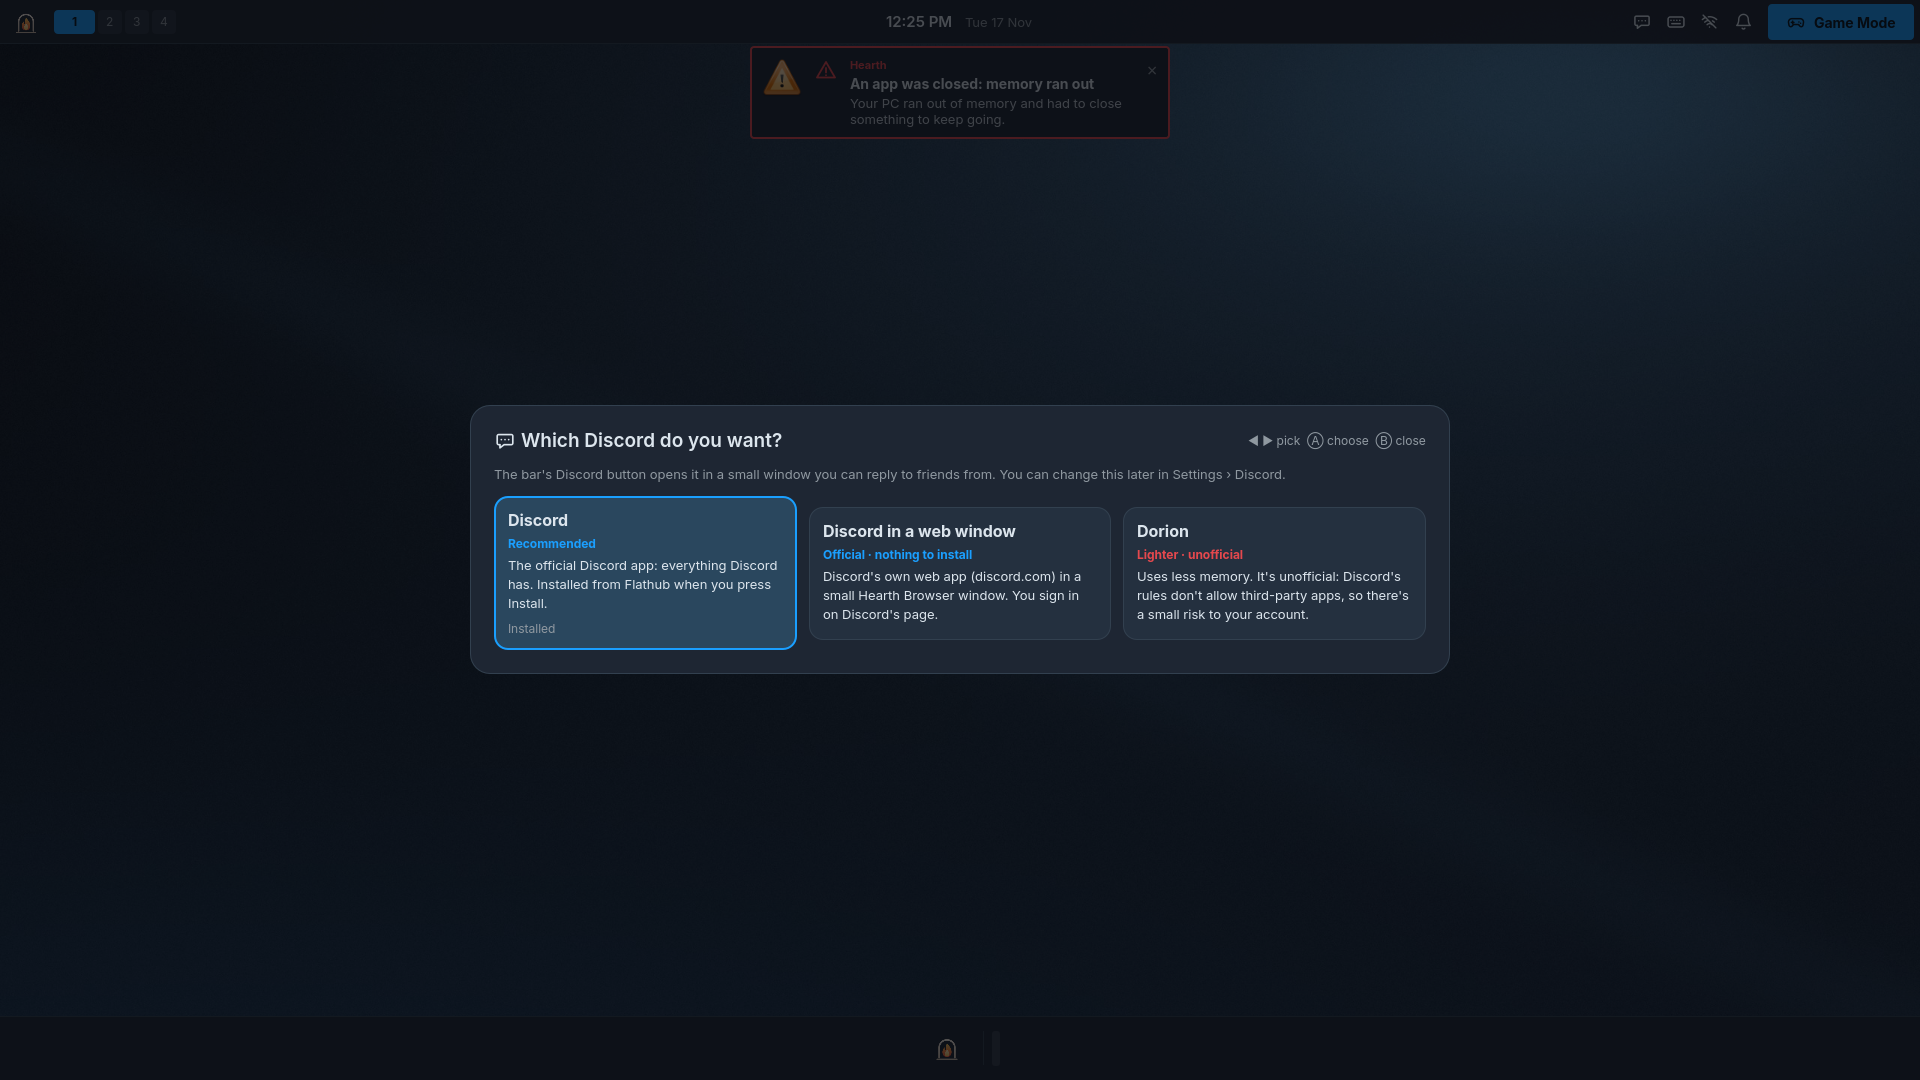 1 2 3 4
12:25 PM Tue 17 Nov
Game Mode
Hearth
An app was closed: memory ran out
Your PC ran out of memory and had to close
something to keep going.
Which Discord do you want?
pick A choose B close
The bar's Discord button opens it in a small window you can reply to friends from. You can change this later in Settings › Discord.
Discord
Recommended
The official Discord app: everything Discord
has. Installed from Flathub when you press
Install.
Installed
Discord in a web window
Official · nothing to install
Discord's own web app (discord.com) in a
small Hearth Browser window. You sign in
on Discord's page.
Dorion
Lighter · unofficial
Uses less memory. It's unofficial: Discord's
rules don't allow third-party apps, so there's
a small risk to your account.